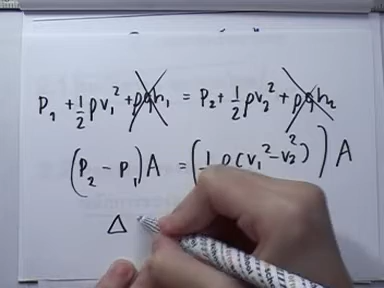 P₁ + ½ρv₁² + ρgh₁ = P₂ + ½ρv₂² + ρgh₂
(P₂ - P₁)A = (½ρ(v₁² - v₂²))A
Δ